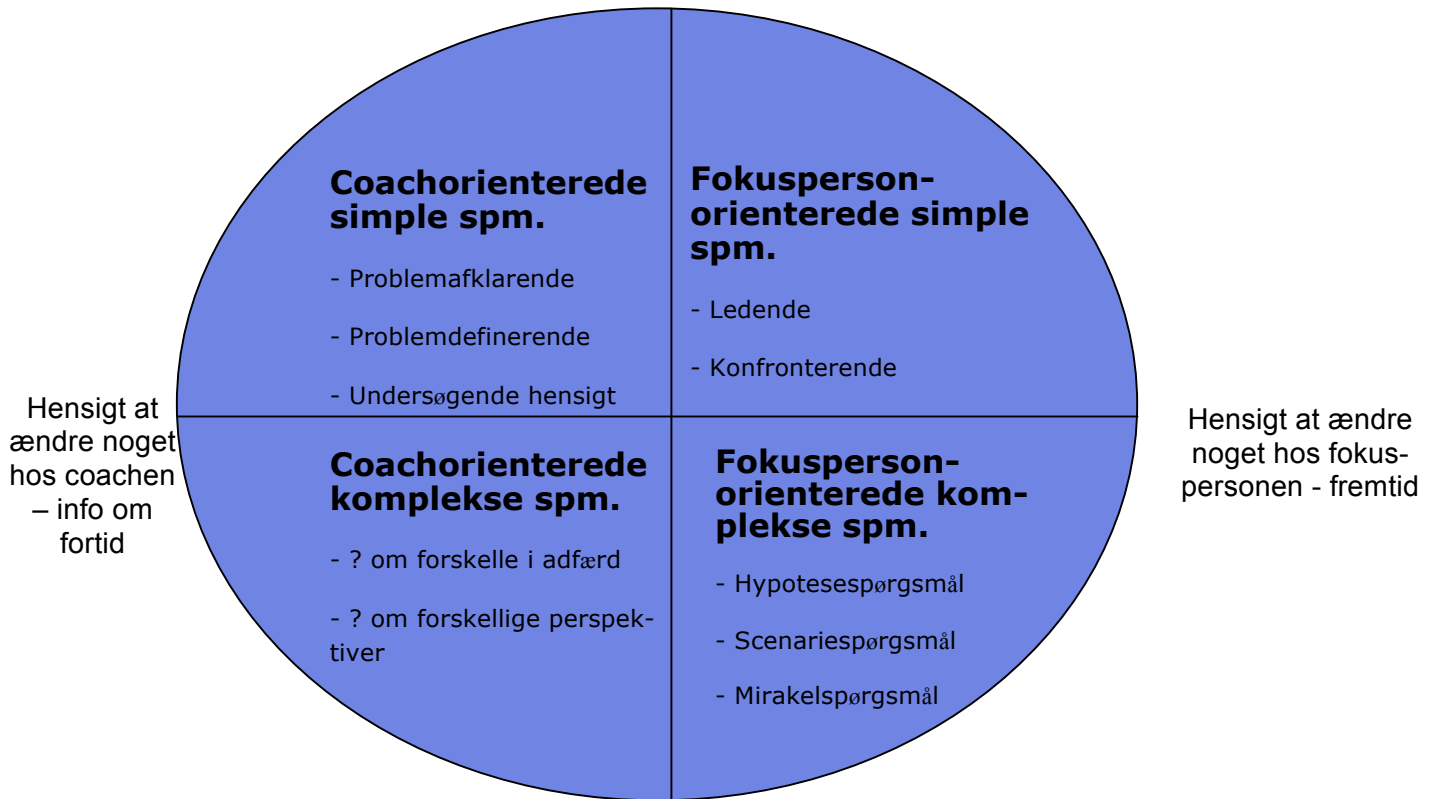 Coachorienterede
simple spm.
- Problemafklarende
- Problemdefinerende
- Undersøgende hensigt
Fokusperson-
orienterede simple
spm.
- Ledende
- Konfronterende
Hensigt at
ændre noget
hos coachen
– info om
fortid
Coachorienterede
komplekse spm.
- ? om forskelle i adfærd
- ? om forskellige perspek-
tiver
Fokusperson-
orienterede kom-
plekse spm.
- Hypotesespørgsmål
- Scenariespørgsmål
- Mirakelspørgsmål
Hensigt at ændre
noget hos fokus-
personen - fremtid